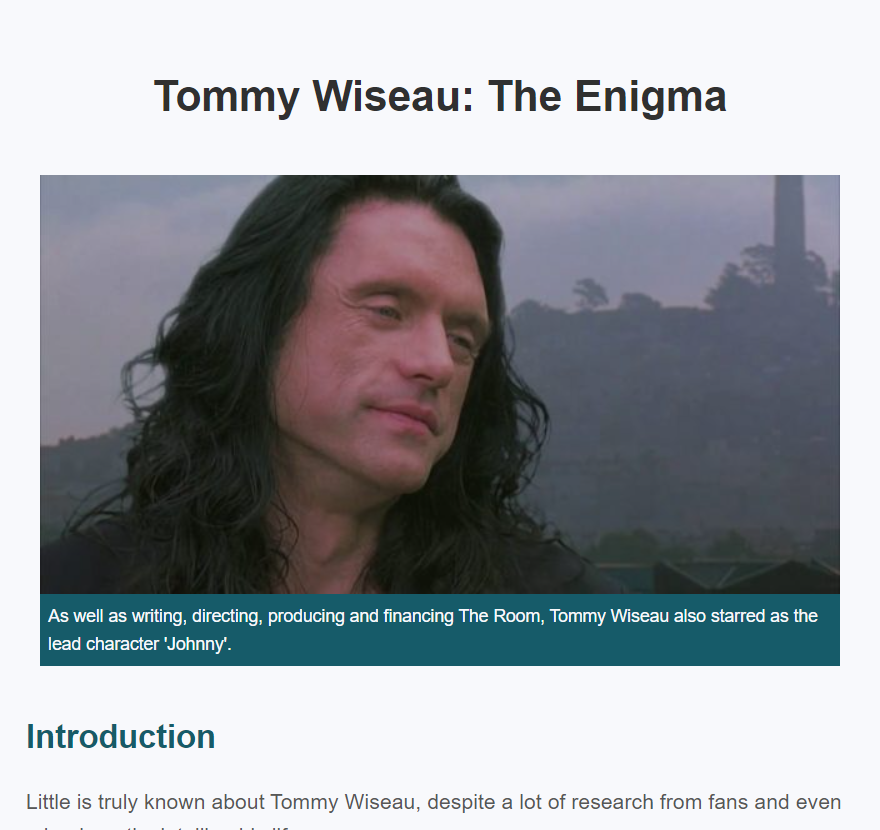 Tommy Wiseau: The Enigma
As well as writing, directing, producing and financing The Room, Tommy Wiseau also starred as the
lead character 'Johnny'.
Introduction
Little is truly known about Tommy Wiseau, despite a lot of research from fans and even